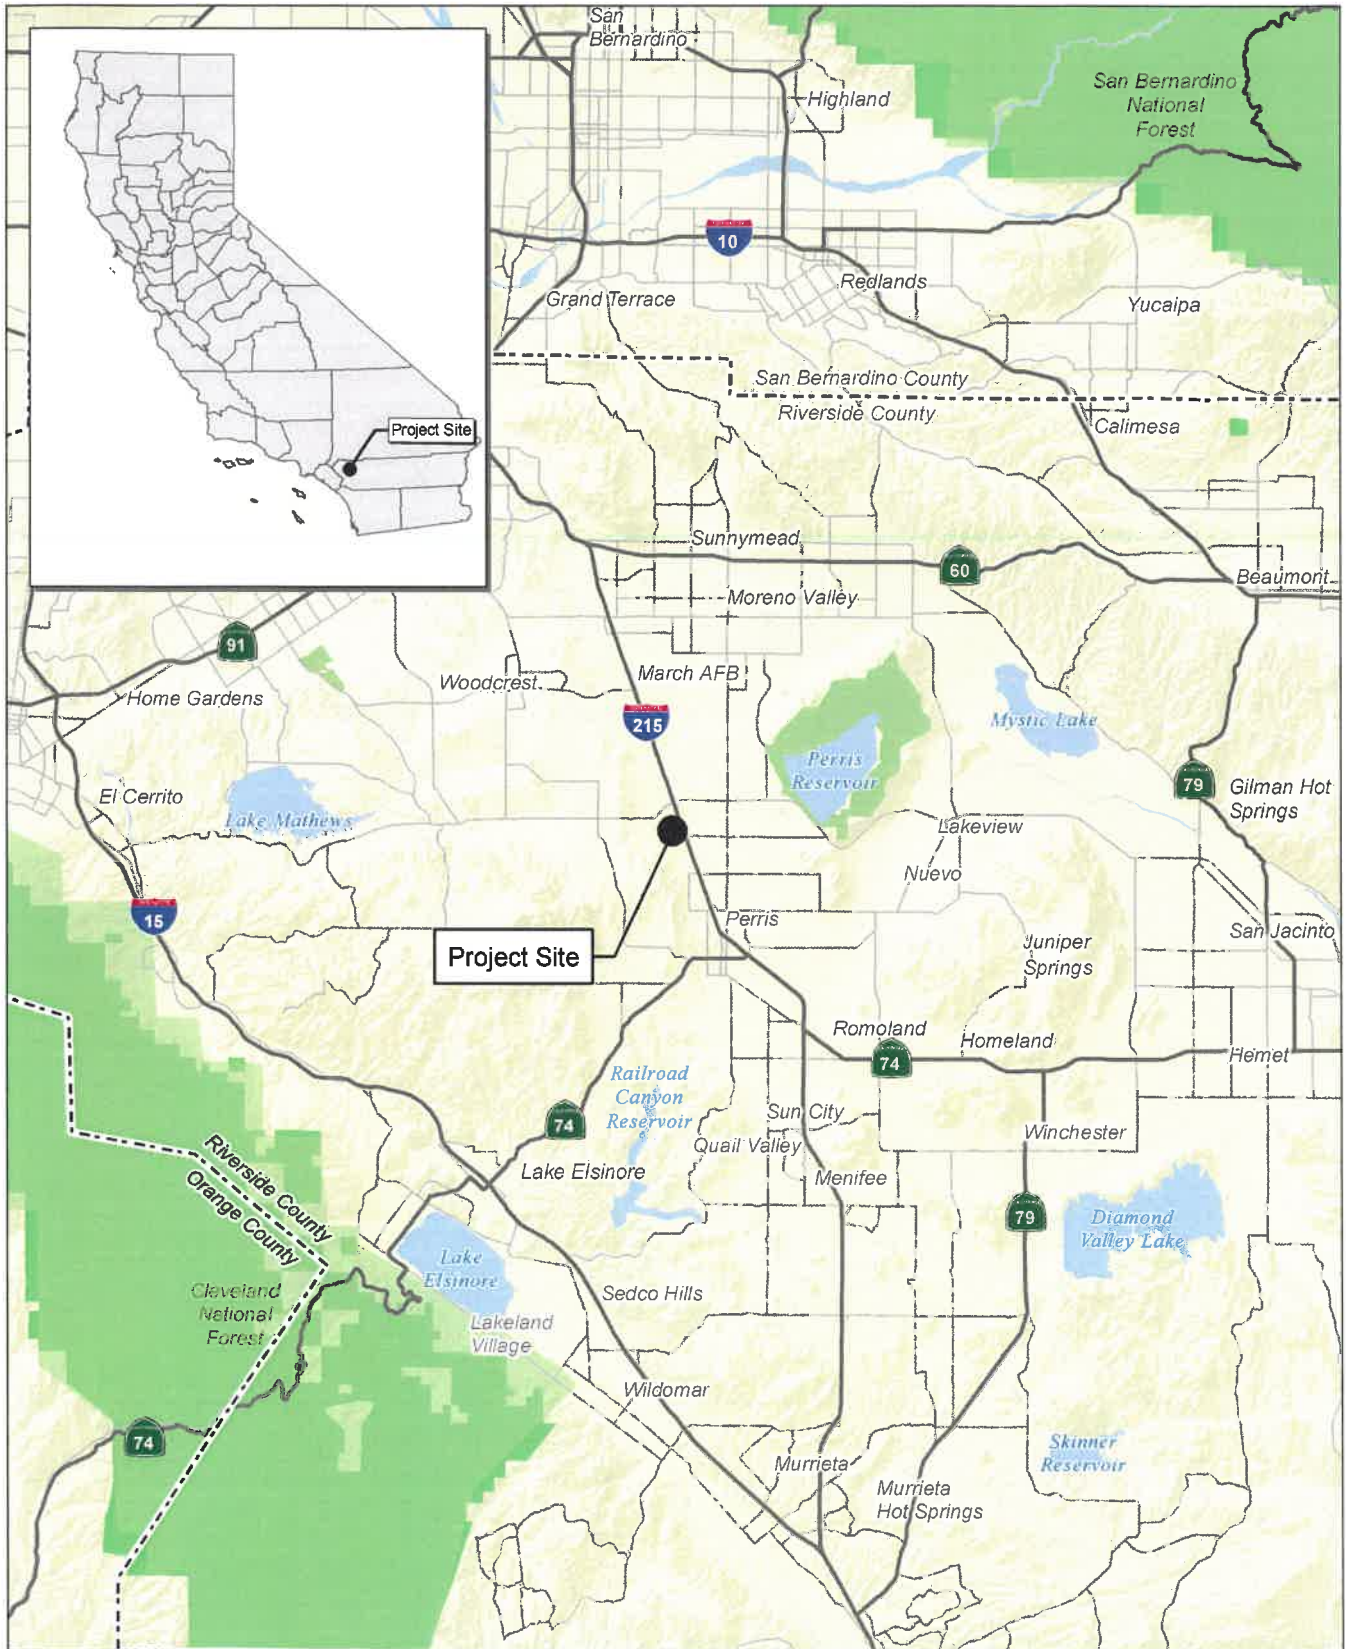 San
Bernardino
San Bernardino
National
Forest
Highland
10
Redlands
Grand Terrace
Yucaipa
San Bernardino County
Riverside County
Calimesa
Project Site
Sunnymead
60
Beaumont
Moreno Valley
91
Woodcrest
March AFB
Home Gardens
215
Mystic Lake
Perris
Reservoir
79
Gilman Hot
Springs
El Cerrito
Lake Mathews
Lakeview
Nuevo
15
Perris
San Jacinto
Project Site
Juniper
Springs
Romoland
Homeland
74
Hemet
Railroad
Canyon
Reservoir
74
Sun City
Quail Valley
Winchester
Lake Elsinore
Menifee
Riverside County
Orange County
79
Diamond
Valley Lake
Lake
Elsinore
Cleveland
National
Forest
Sedco Hills
Lakeland
Village
Wildomar
74
Skinner
Reservoir
Murrieta
Murrieta
Hot Springs